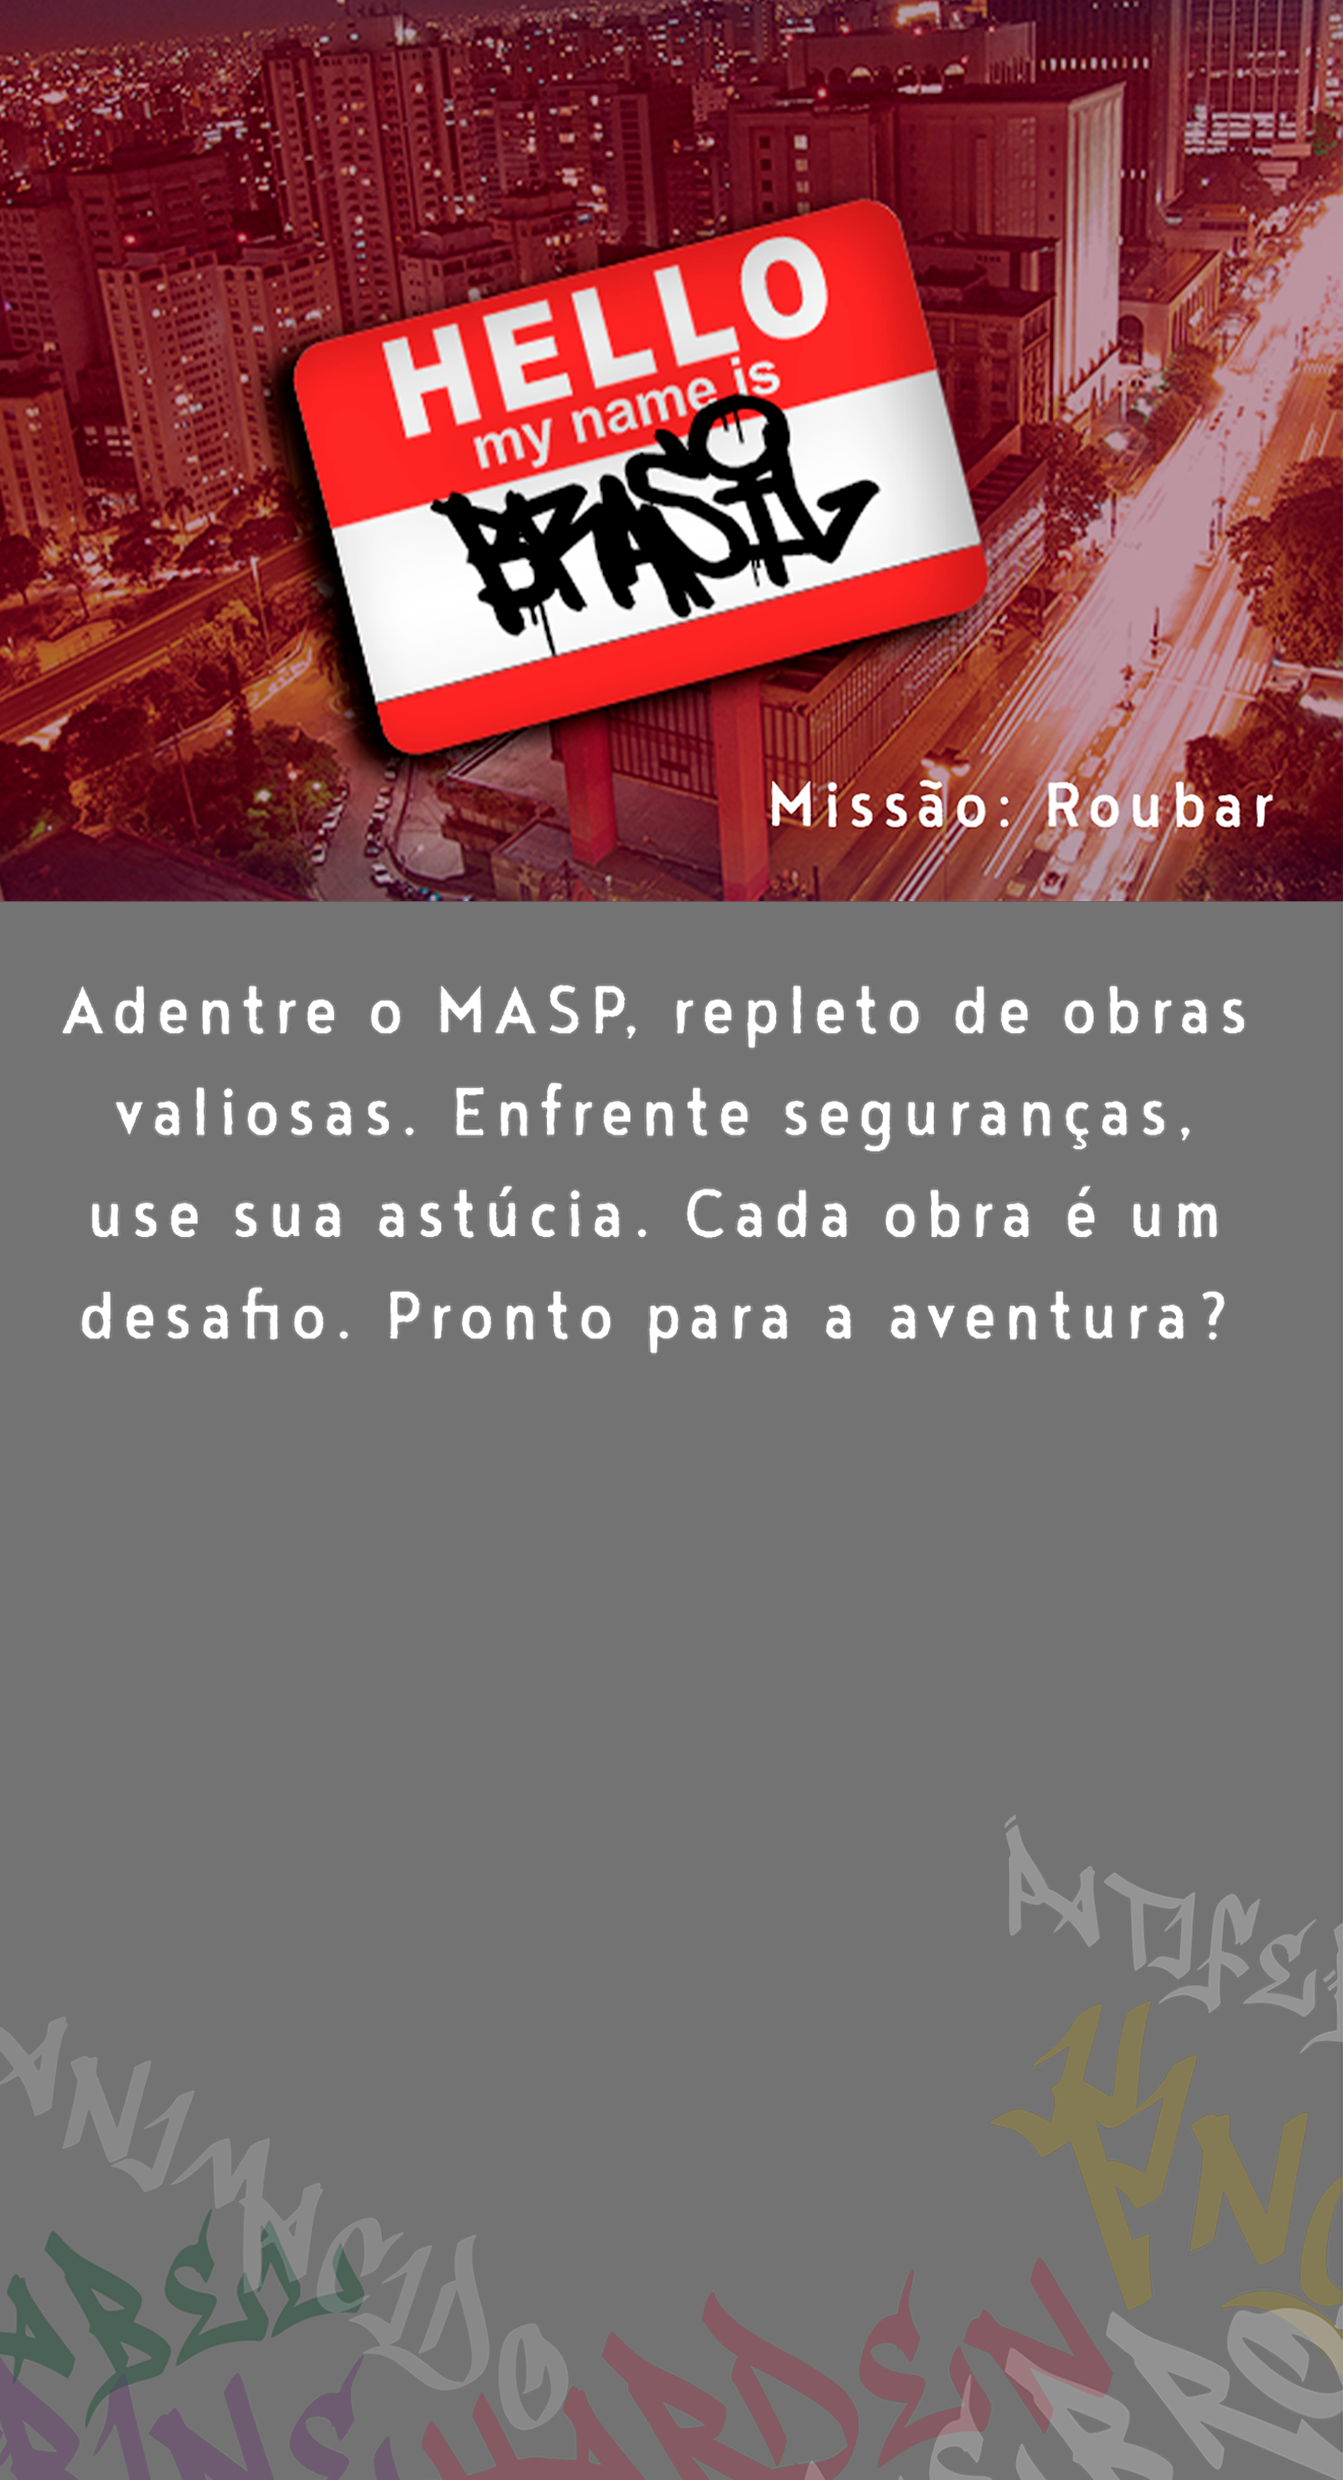 HELLO
my name is
BRASIL
Missão: Roubar
Adentre o MASP, repleto de obras
valiosas. Enfrente seguranças,
use sua astúcia. Cada obra é um
desafio. Pronto para a aventura?